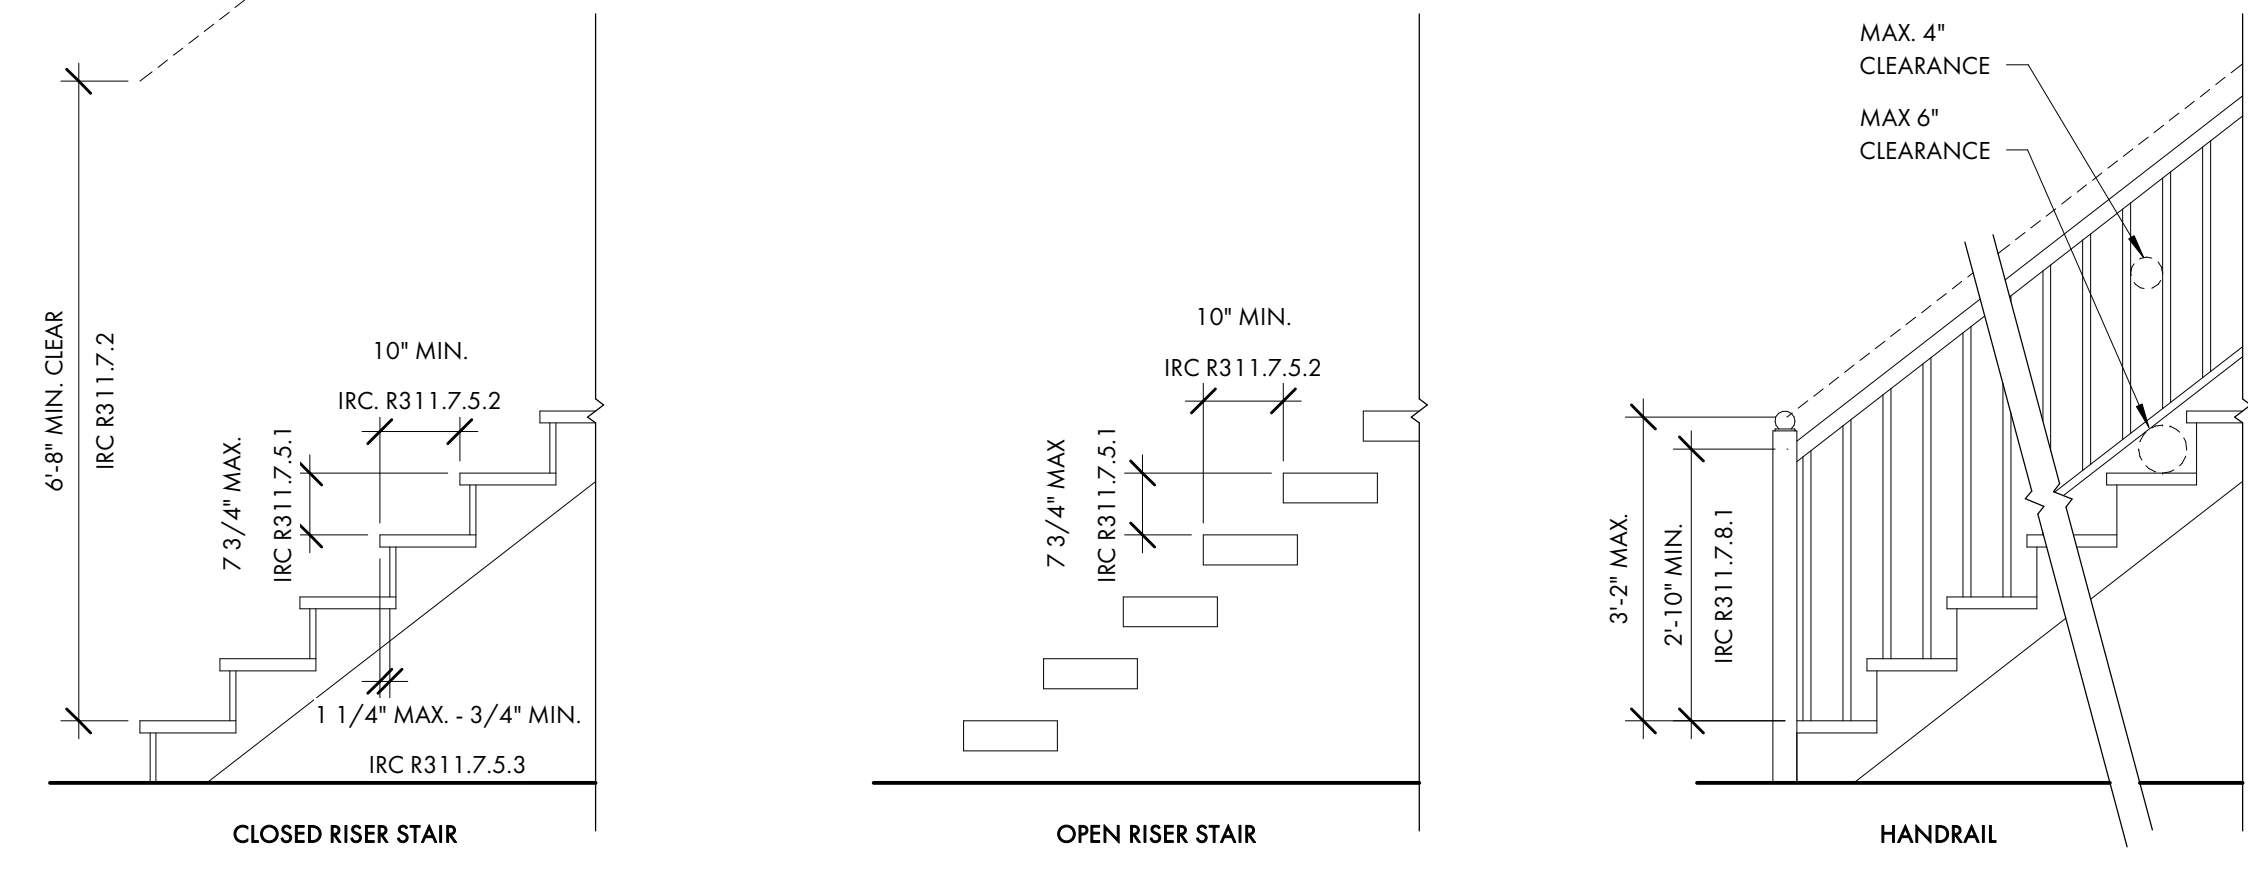 6'-8" MIN. CLEAR
IRC R311.7.2
10" MIN.
IRC. R311.7.5.2
7 3/4" MAX.
IRC R311.7.5.1
1 1/4" MAX. - 3/4" MIN.
IRC R311.7.5.3
CLOSED RISER STAIR
10" MIN.
IRC R311.7.5.2
7 3/4" MAX
IRC R311.7.5.1
OPEN RISER STAIR
MAX. 4"
CLEARANCE
MAX 6"
CLEARANCE
3'-2" MAX.
2'-10" MIN.
IRC R311.7.8.1
HANDRAIL